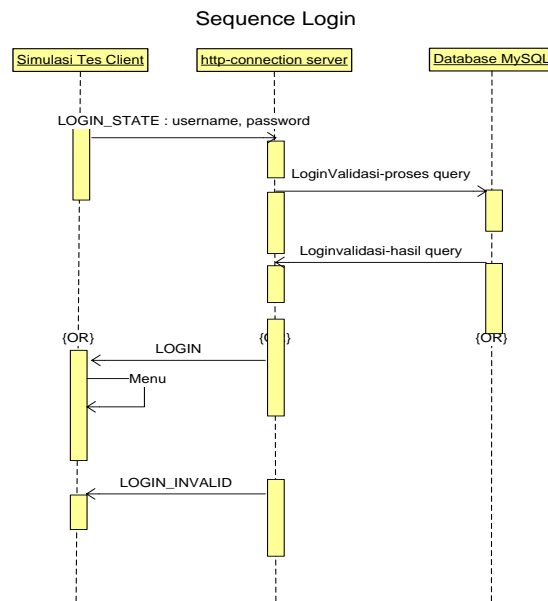 Sequence Login
Simulasi Tes Client
http-connection server
Database MySQL
LOGIN_STATE : username, password
LoginValidasi-proses query
Loginvalidasi-hasil query
{OR}
{OR}
LOGIN
Menu
LOGIN_INVALID